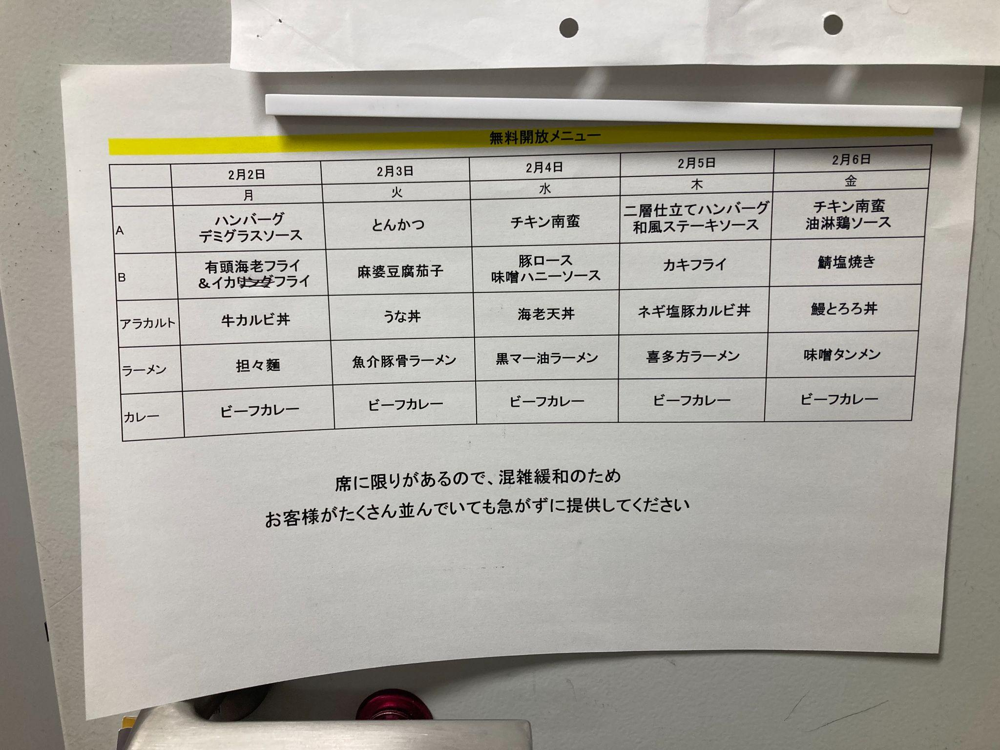 無料開放メニュー
2月2日 2月3日 2月4日 2月5日 2月6日
月 火 水 木 金
A ハンバーグ デミグラスソース とんかつ チキン南蛮 二層仕立てハンバーグ 和風ステーキソース チキン南蛮 油淋鶏ソース
B 有頭海老フライ &イカリングフライ 麻婆豆腐茄子 豚ロース 味噌ハニーソース カキフライ 鯖塩焼き
アラカルト 牛カルビ丼 うな丼 海老天丼 ネギ塩豚カルビ丼 鰻とろろ丼
ラーメン 担々麵 魚介豚骨ラーメン 黒マー油ラーメン 喜多方ラーメン 味噌タンメン
カレー ビーフカレー ビーフカレー ビーフカレー ビーフカレー ビーフカレー
席に限りがあるので、混雑緩和のため
お客様がたくさん並んでいても急がずに提供してください